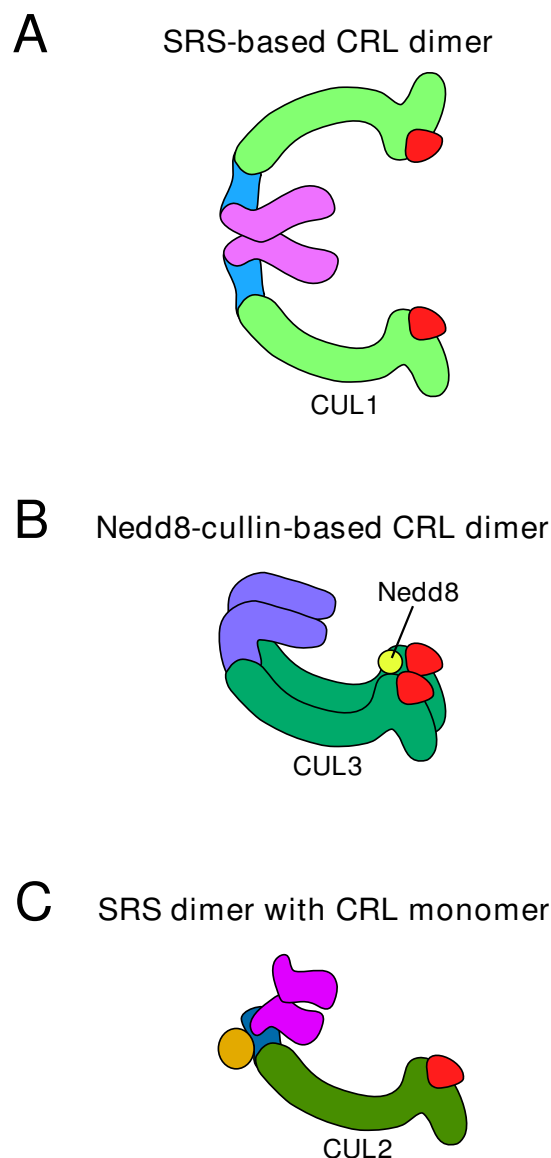 A
SRS-based CRL dimer
CUL1
B
Nedd8-cullin-based CRL dimer
Nedd8
CUL3
C
SRS dimer with CRL monomer
CUL2